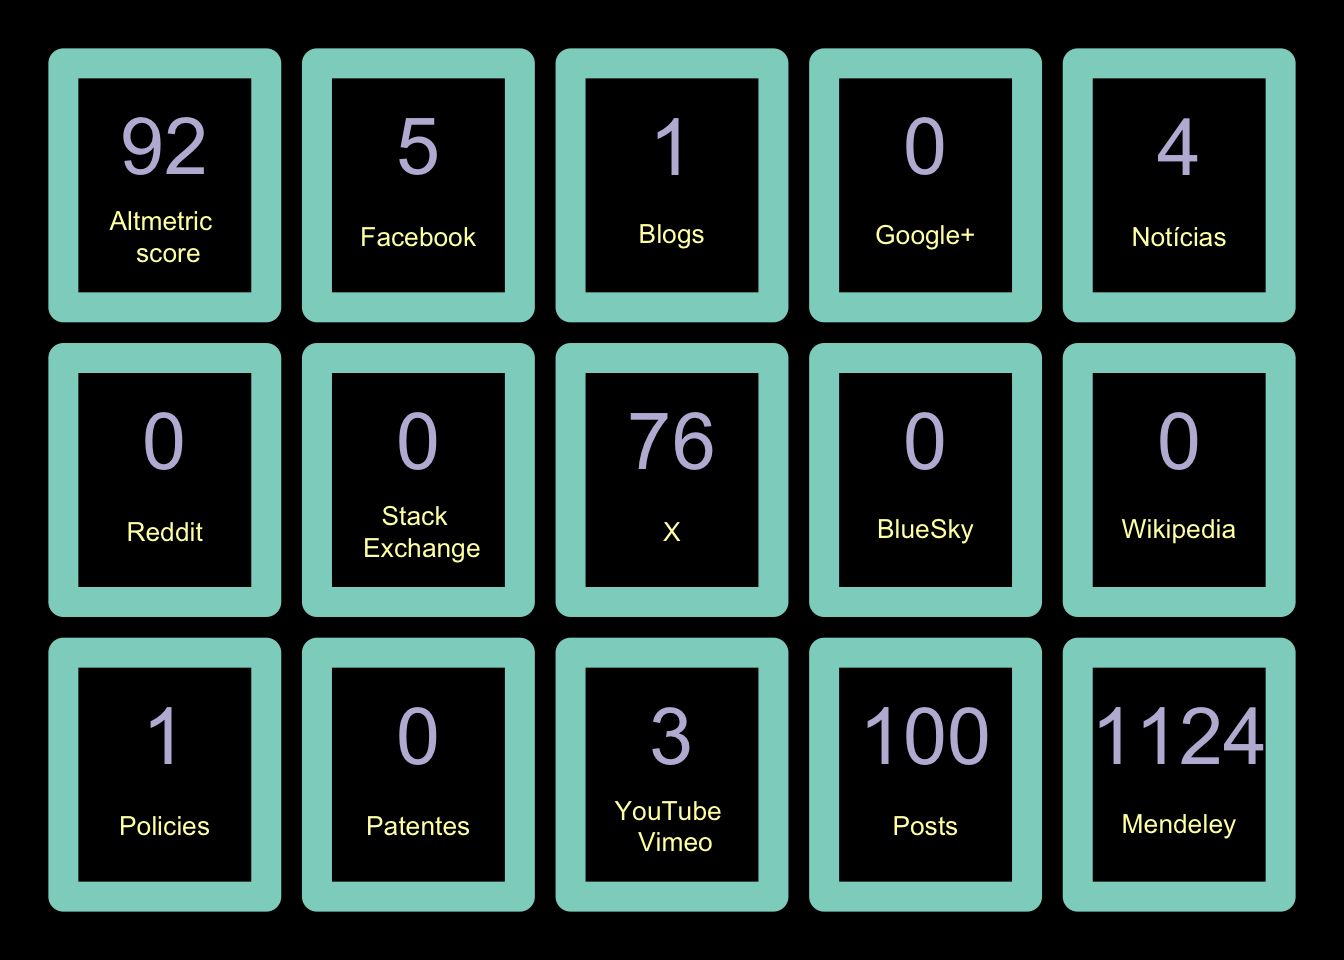 92
Altmetric
score
5
Facebook
1
Blogs
0
Google+
4
Notícias
0
Reddit
0
Stack
Exchange
76
X
0
BlueSky
0
Wikipedia
1
Policies
0
Patentes
3
YouTube
Vimeo
100
Posts
1124
Mendeley